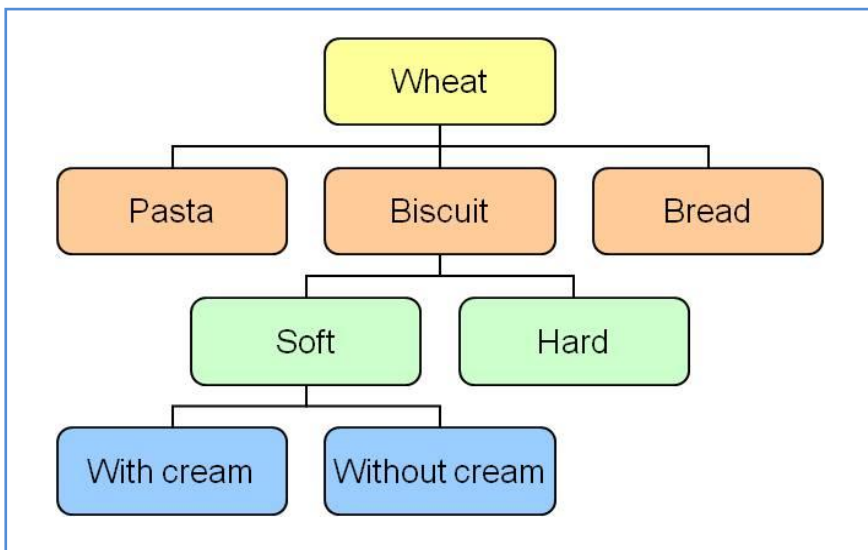 Wheat
Pasta
Biscuit
Bread
Soft
Hard
With cream
Without cream